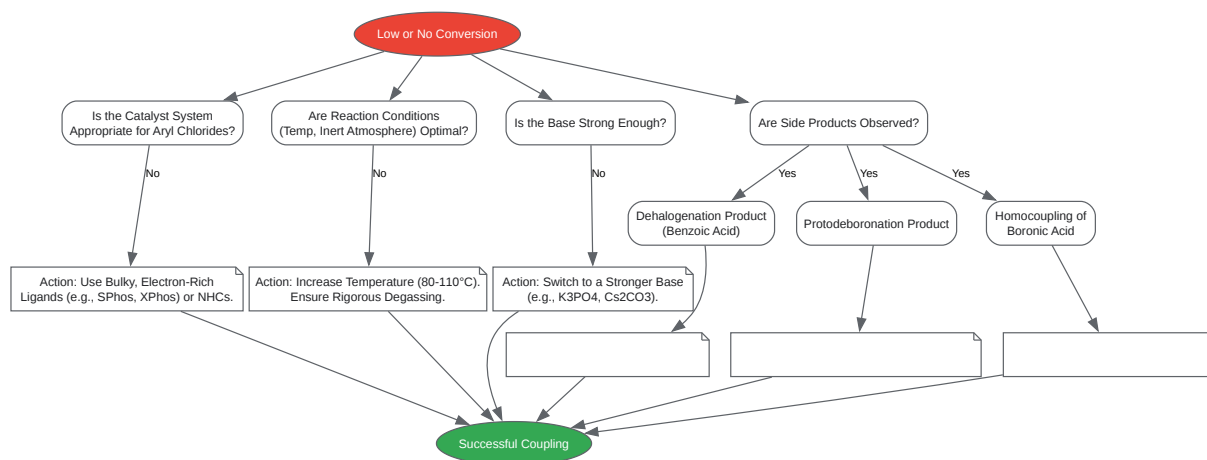 Low or No Conversion
Is the Catalyst System
Appropriate for Aryl Chlorides?
Are Reaction Conditions
(Temp, Inert Atmosphere) Optimal?
Is the Base Strong Enough?
Are Side Products Observed?
No
No
No
Yes
Yes
Yes
Dehalogenation Product
(Benzoic Acid)
Protodeboronation Product
Homocoupling of
Boronic Acid
Action: Use Bulky, Electron-Rich
Ligands (e.g., SPhos, XPhos) or NHCs.
Action: Increase Temperature (80-110°C).
Ensure Rigorous Degassing.
Action: Switch to a Stronger Base
(e.g., K3PO4, Cs2CO3).
Successful Coupling